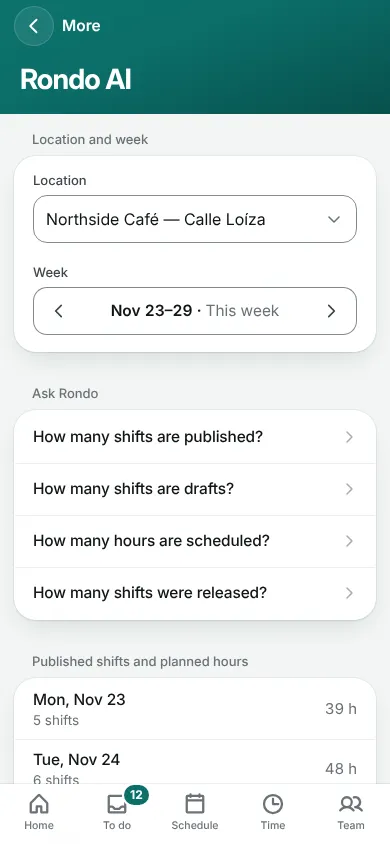 More
Rondo AI
Location and week
Location
Northside Café — Calle Loíza
Week
Nov 23–29 · This week
Ask Rondo
How many shifts are published?
How many shifts are drafts?
How many hours are scheduled?
How many shifts were released?
Published shifts and planned hours
Mon, Nov 23
39 h
5 shifts
Tue, Nov 24
48 h
6 shifts
12
Home
To do
Schedule
Time
Team